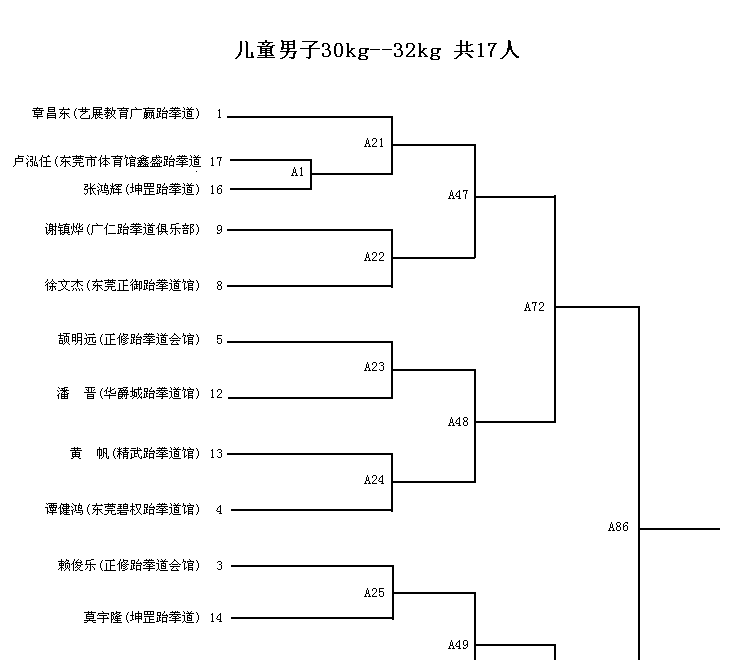 儿童男子30kg--32kg 共17人
章昌东(艺展教育广赢跆拳道) 1
A21
卢泓任(东莞市体育馆鑫盛跆拳道 17
A1
张鸿辉(坤罡跆拳道) 16
A47
谢镇烨(广仁跆拳道俱乐部) 9
A22
徐文杰(东莞正御跆拳道馆) 8
A72
颉明远(正修跆拳道会馆) 5
A23
潘 晋(华爵城跆拳道馆) 12
A48
黄 帆(精武跆拳道馆) 13
A24
谭健鸿(东莞碧权跆拳道馆) 4
A86
赖俊乐(正修跆拳道会馆) 3
A25
莫宇隆(坤罡跆拳道) 14
A49